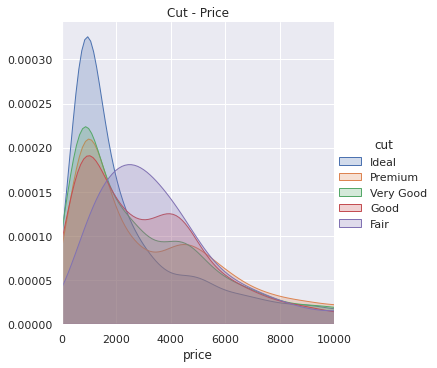 Cut - Price
0.00030
0.00025
0.00020
0.00015
0.00010
0.00005
0.00000
0 2000 4000 6000 8000 10000
price
cut
Ideal
Premium
Very Good
Good
Fair